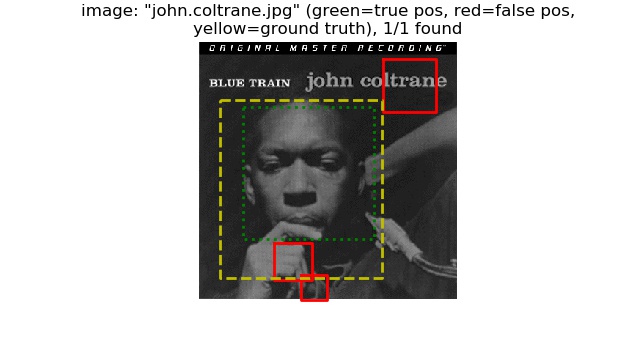 image: "john.coltrane.jpg" (green=true pos, red=false pos,
yellow=ground truth), 1/1 found
ORIGINAL MASTER RECORDING™
BLUE TRAIN john coltrane